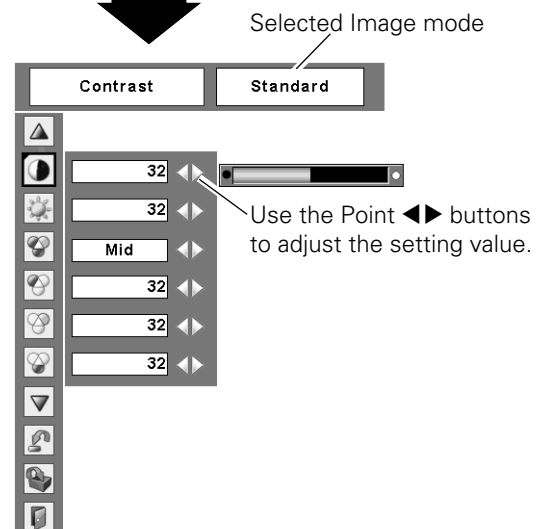 Selected Image mode
Contrast
Standard
32
32
Use the Point ◀▶ buttons
to adjust the setting value.
Mid
32
32
32